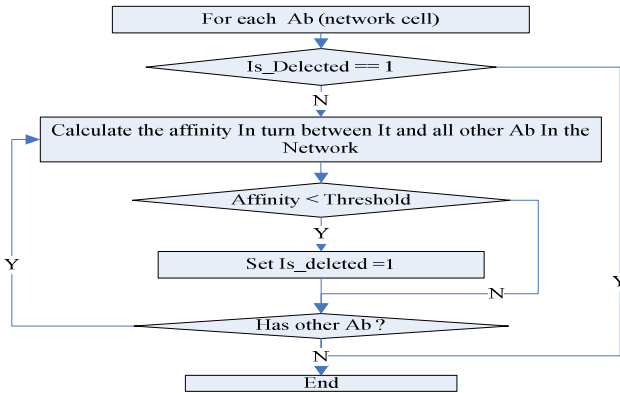 For each Ab (network cell)
Is_Delected == 1
N
Calculate the affinity In turn between It and all other Ab In the
Network
Affinity < Threshold
Y
Set Is_deleted =1
Y
Y
N
Has other Ab ?
N
End